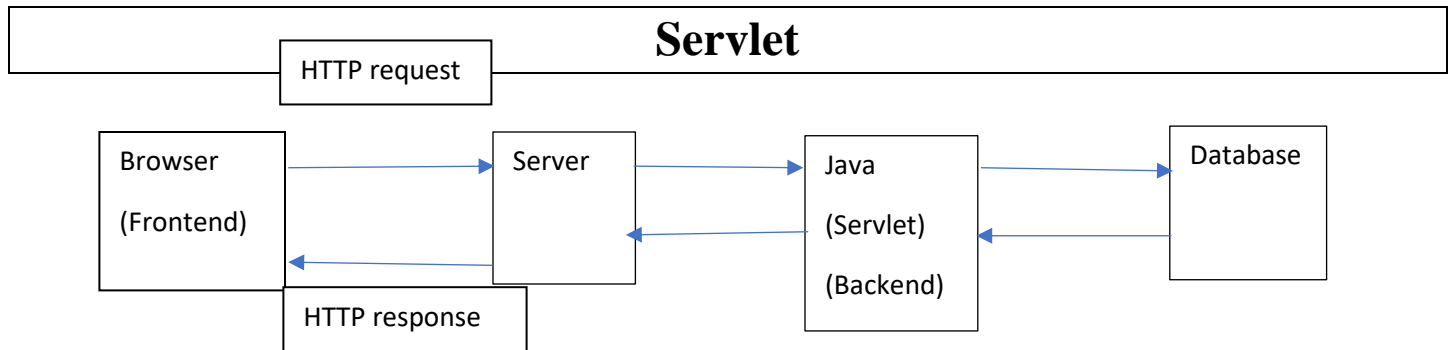 Servlet
HTTP request
Browser
(Frontend)
Server
Java
(Servlet)
(Backend)
Database
HTTP response